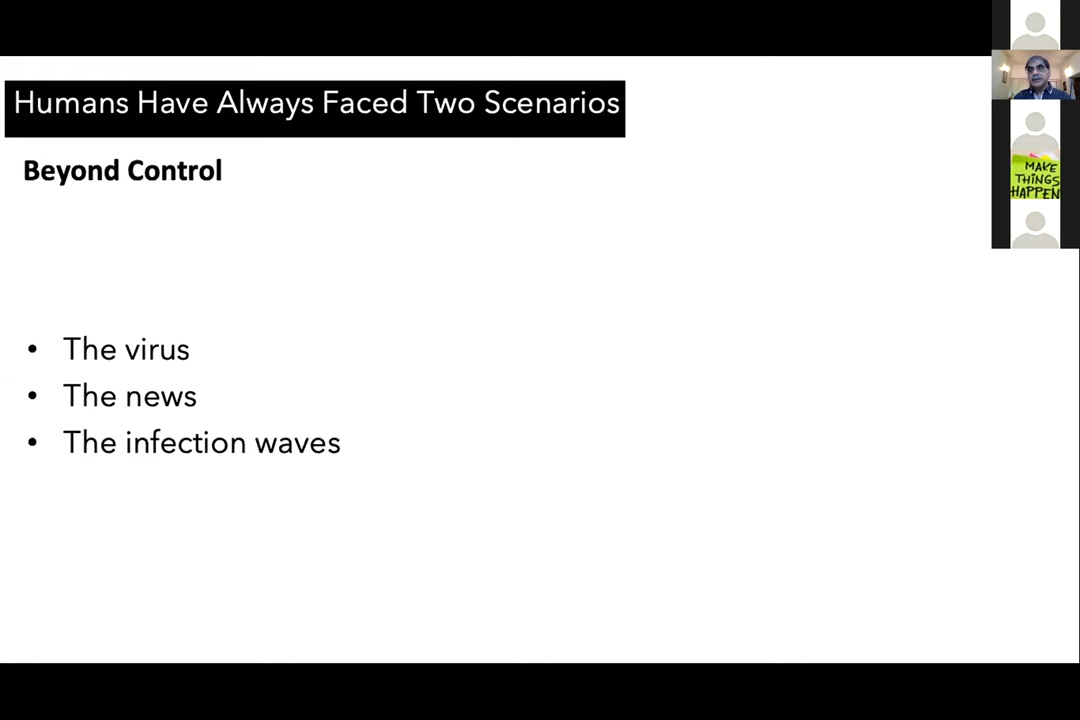 Humans Have Always Faced Two Scenarios
Beyond Control
• The virus
• The news
• The infection waves
MAKE
THINGS
HAPPEN